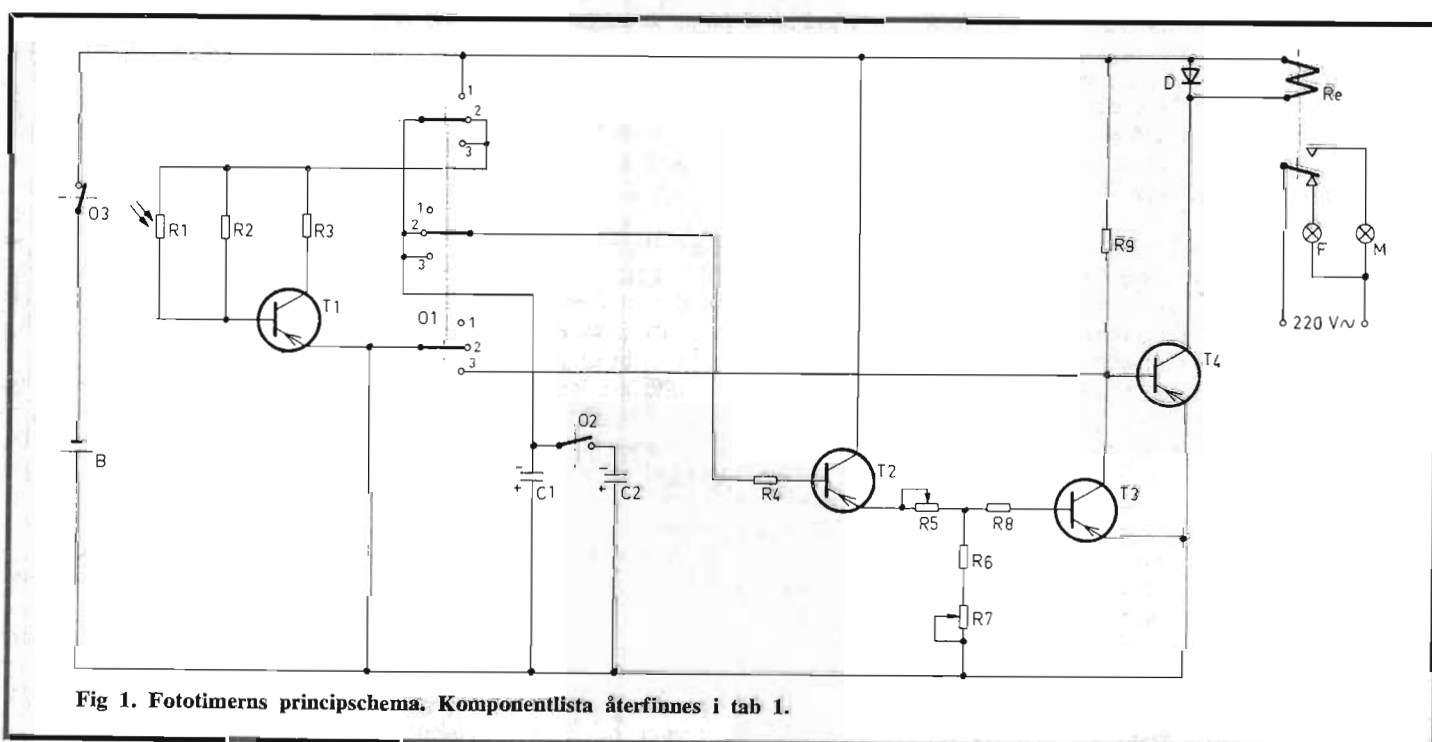 1
2
3
D
Re
O3
R1
R2
R3
1
2
3
R9
F
M
T1
O1
1
2
3
220 V~
T4
O2
B
- + C1
- + C2
R4
T2
R5
R8
T3
R6
R7
Fig 1. Fototimerns principschema. Komponentlista återfinnes i tab 1.